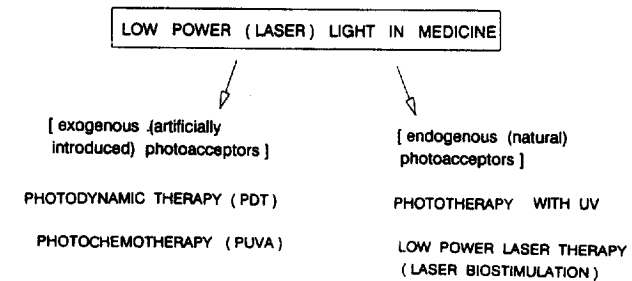 LOW POWER (LASER) LIGHT IN MEDICINE
[ exogenous .(artificially
introduced) photoacceptors ]
PHOTODYNAMIC THERAPY (PDT)
PHOTOCHEMOTHERAPY (PUVA)
[ endogenous (natural)
photoacceptors ]
PHOTOTHERAPY WITH UV
LOW POWER LASER THERAPY
(LASER BIOSTIMULATION)